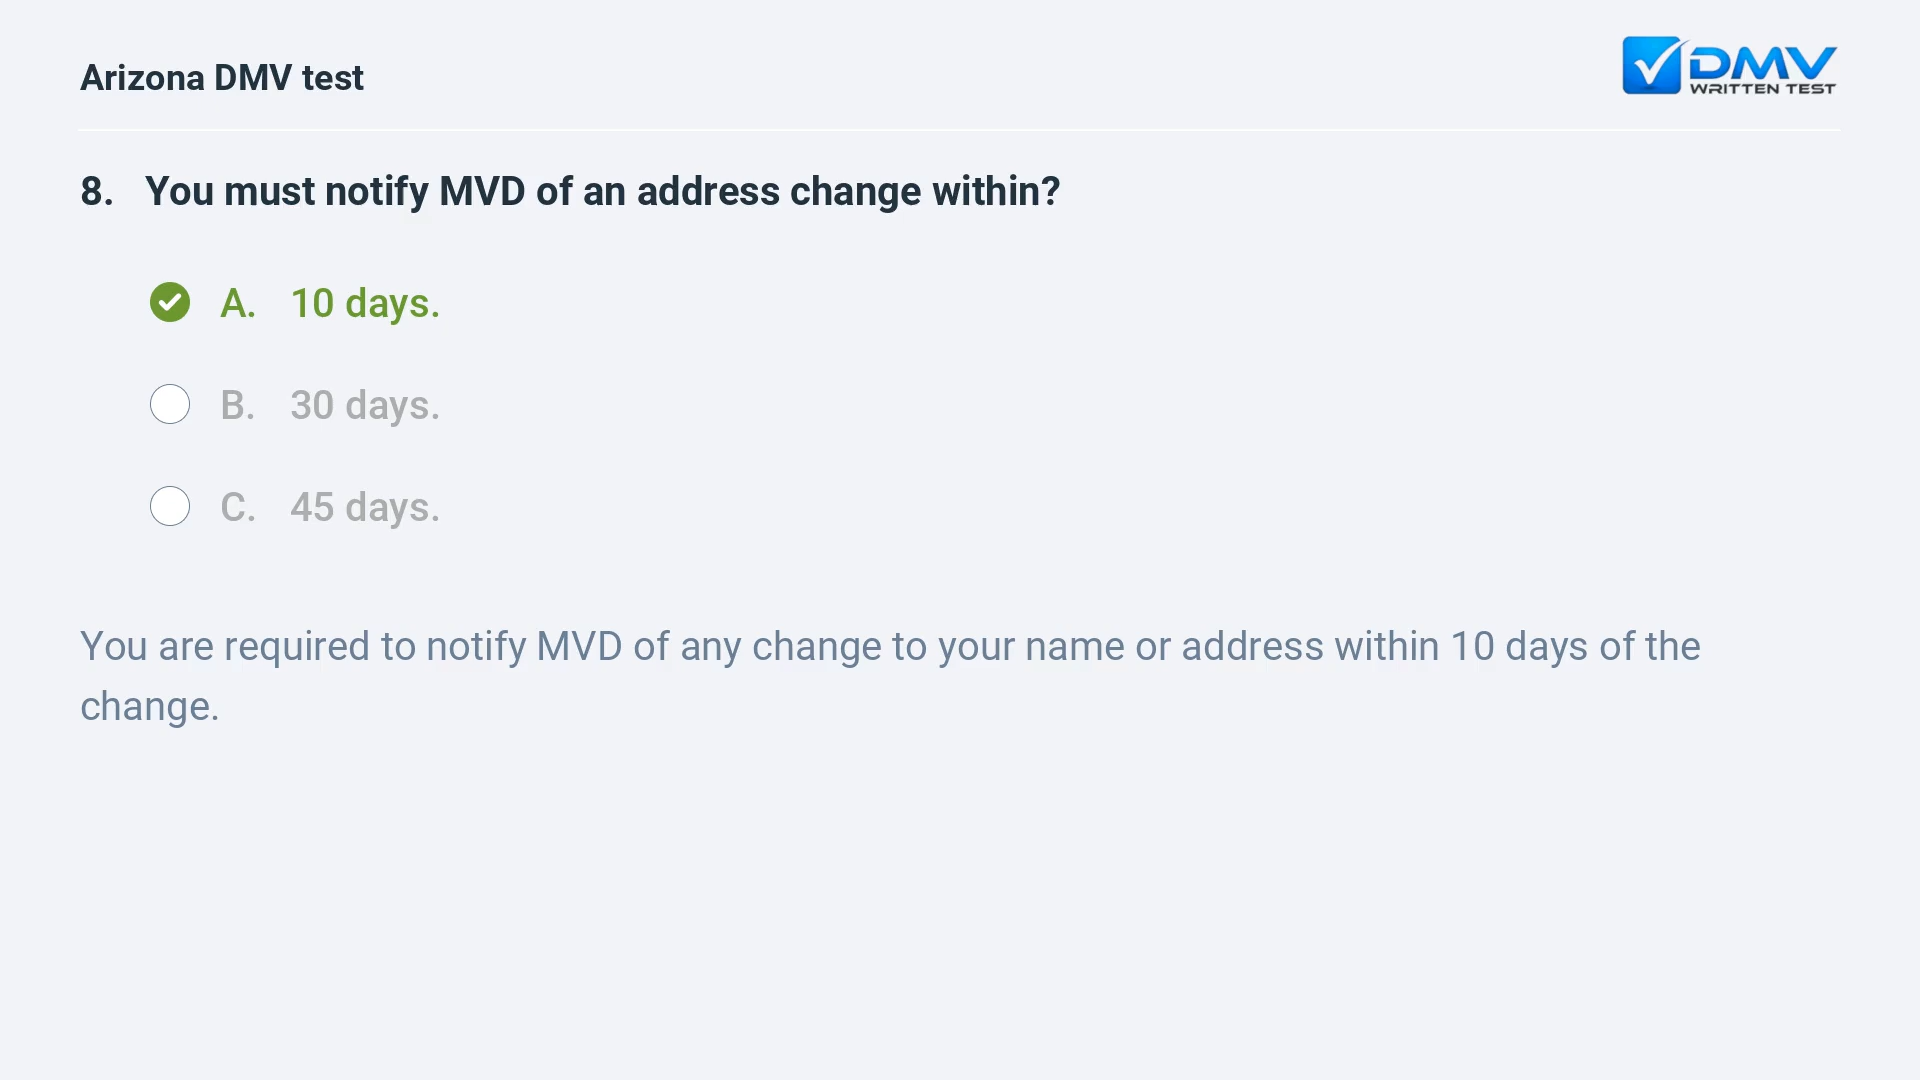 Arizona DMV test
DMV
WRITTEN TEST
8. You must notify MVD of an address change within?
A. 10 days.
B. 30 days.
C. 45 days.
You are required to notify MVD of any change to your name or address within 10 days of the
change.